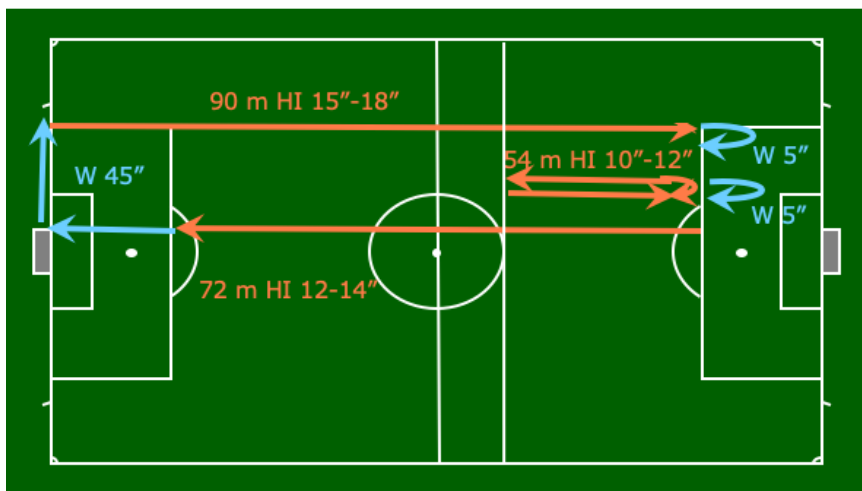 90 m HI 15”-18”
54 m HI 10”-12”
W 5”
W 45”
W 5”
72 m HI 12-14”